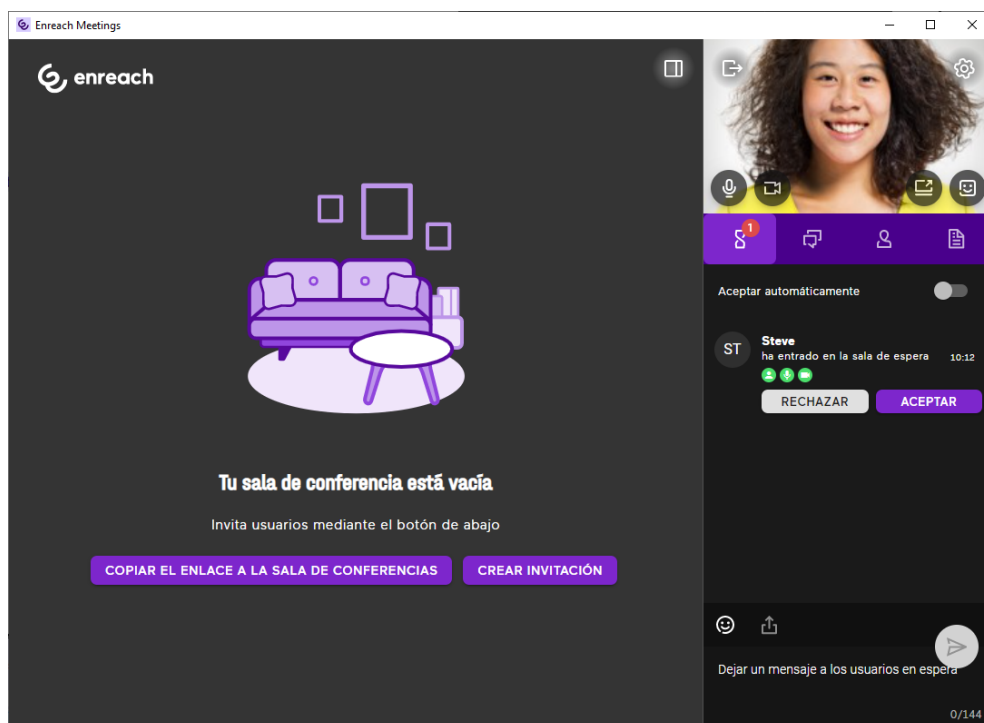 Enreach Meetings
enreach
1
Aceptar automáticamente
ST
Steve
ha entrado en la sala de espera 10:12
RECHAZAR ACEPTAR
Tu sala de conferencia está vacía
Invita usuarios mediante el botón de abajo
COPIAR EL ENLACE A LA SALA DE CONFERENCIAS CREAR INVITACIÓN
Dejar un mensaje a los usuarios en espera
0/144